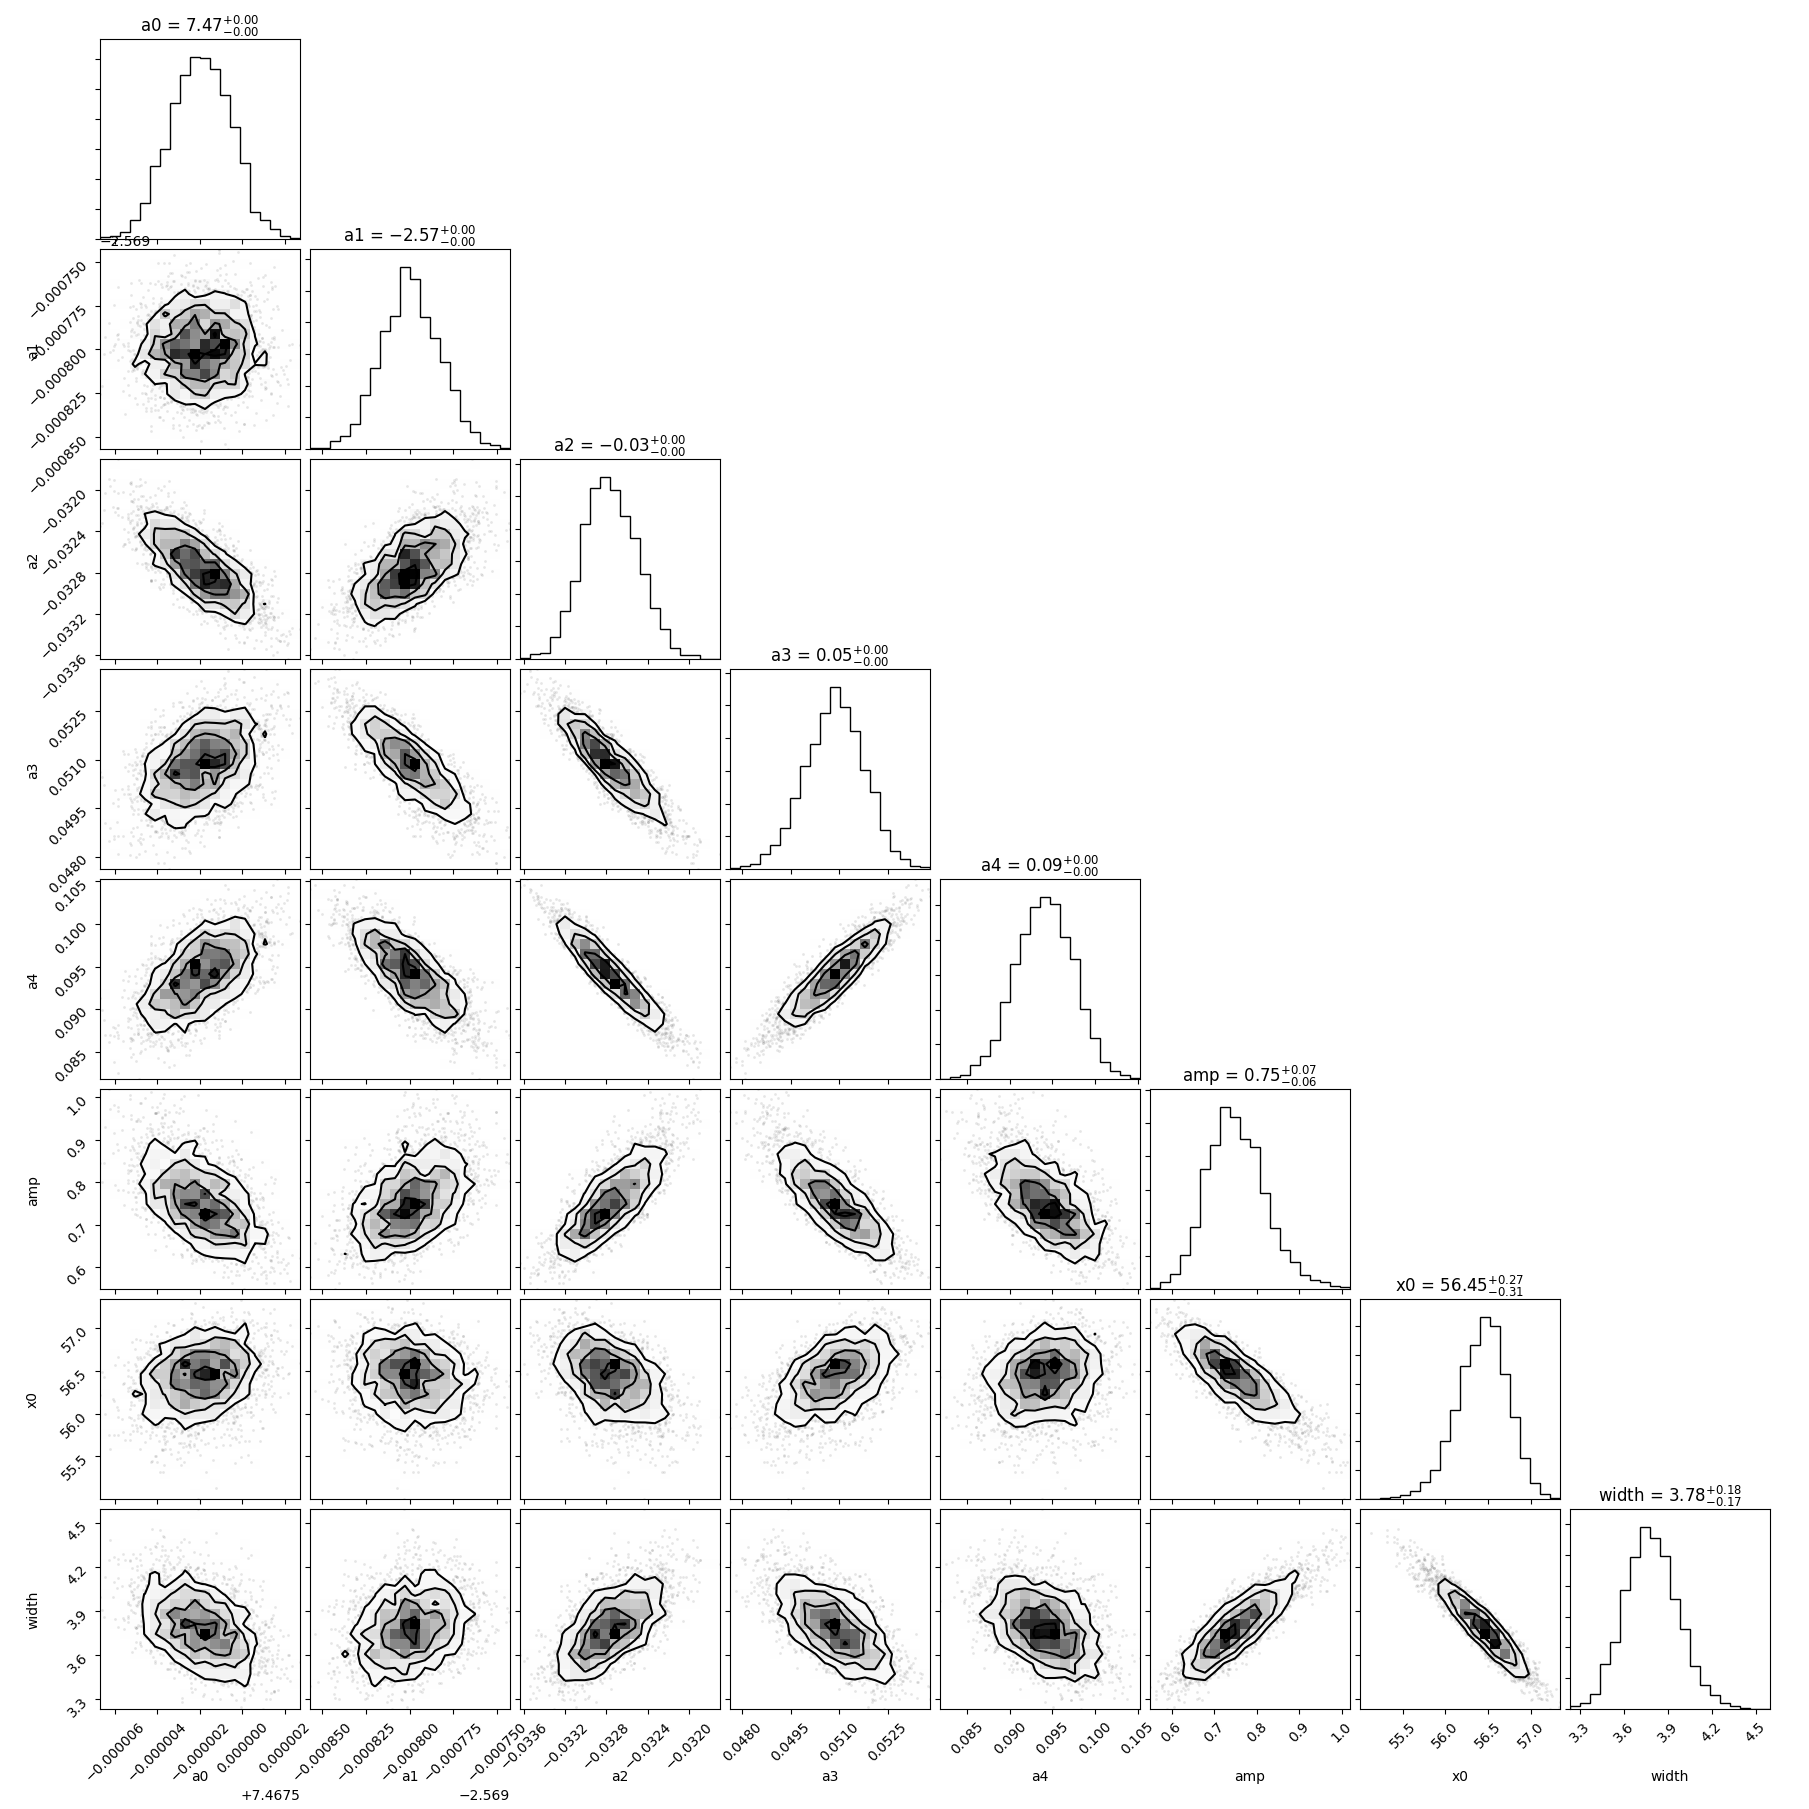 a0 = 7.47+0.00−0.00
−2.569
a1 = −2.57+0.00−0.00
−0.000750
−0.000775
−0.000800
−0.000825
−0.000850
a1
a2 = −0.03+0.00−0.00
−0.0320
−0.0324
−0.0328
−0.0332
−0.0336
a2
a3 = 0.05+0.00−0.00
0.0525
0.0510
0.0495
0.0480
a3
a4 = 0.09+0.00−0.00
0.105
0.100
0.095
0.090
0.085
a4
amp = 0.75+0.07−0.06
1.0
0.9
0.8
0.7
0.6
amp
x0 = 56.45+0.27−0.31
57.0
56.5
56.0
55.5
x0
width = 3.78+0.18−0.17
4.5
4.2
3.9
3.6
3.3
width
−0.000006 −0.000004 −0.000002 0.000000 0.000002
−0.000850 −0.000825 −0.000800 −0.000775 −0.000750
−0.0336 −0.0332 −0.0328 −0.0324 −0.0320
0.0480 0.0495 0.0510 0.0525
0.085 0.090 0.095 0.100 0.105
0.6 0.7 0.8 0.9 1.0
55.5 56.0 56.5 57.0
3.3 3.6 3.9 4.2 4.5
a0 a1 a2 a3 a4 amp x0 width
+7.4675 −2.569